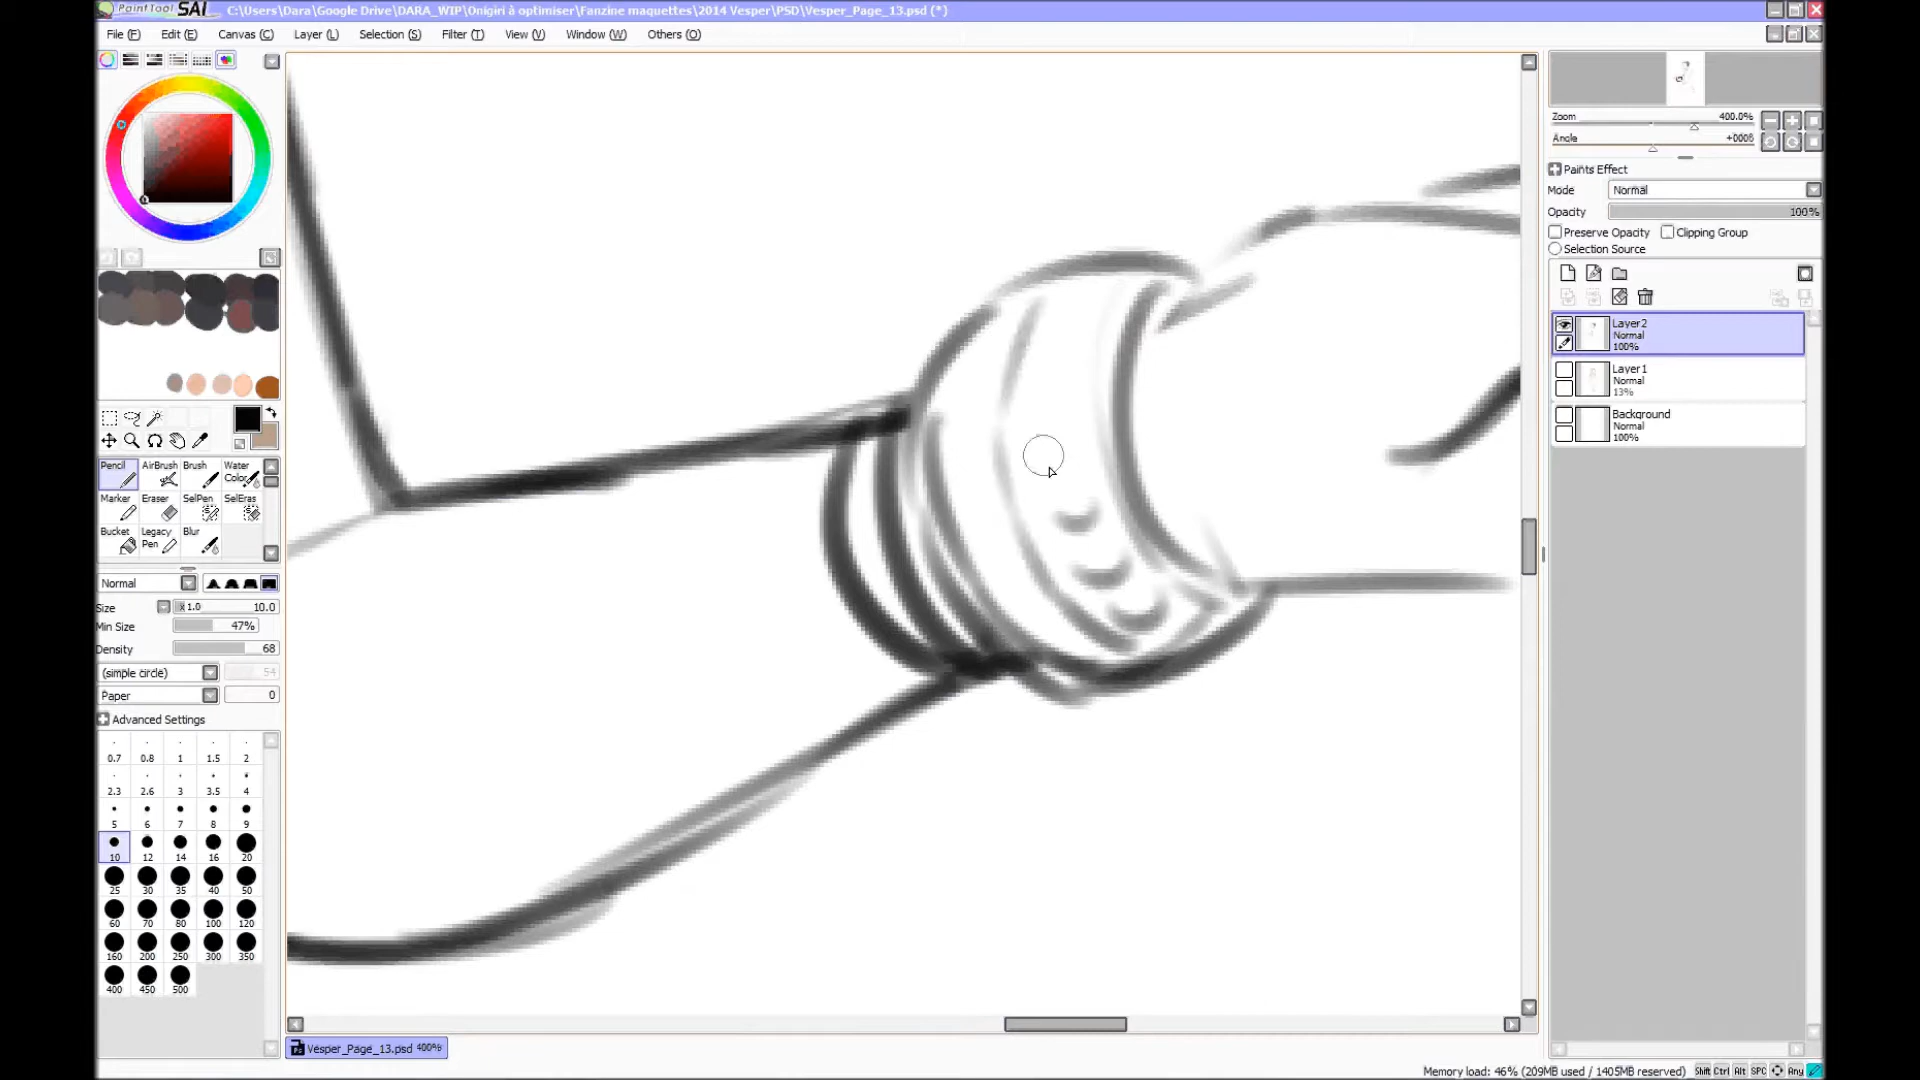 PaintTool SAI C:\Users\Dara\Google Drive\DARA_WIP\Onigiri à optimiser\Fanzine maquettes\2014 Vesper\PSD\Vesper_Page_13.psd (*)
File (F) Edit (E) Canvas (C) Layer (L) Selection (S) Filter (T) View (V) Window (W) Others (O)
Zoom 400.0%
Angle +000°
Paints Effect
Mode Normal
Opacity 100%
Preserve Opacity Clipping Group
Selection Source
Layer2
Normal
100%
Layer1
Normal
13%
Background
Normal
100%
Pencil AirBrush Brush Water Color
Marker Eraser SelPen SelEras
Bucket Legacy Pen Blur
Normal
Size x 1.0 10.0
Min Size 47%
Density 68
(simple circle) 54
Paper 0
Advanced Settings
0.7 0.8 1 1.5 2
2.3 2.6 3 3.5 4
5 6 7 8 9
10 12 14 16 20
25 30 35 40 50
60 70 80 100 120
160 200 250 300 350
400 450 500
Vesper_Page_13.psd 400%
Memory load: 46% (209MB used / 1405MB reserved) Shift Ctrl Alt SPC Any